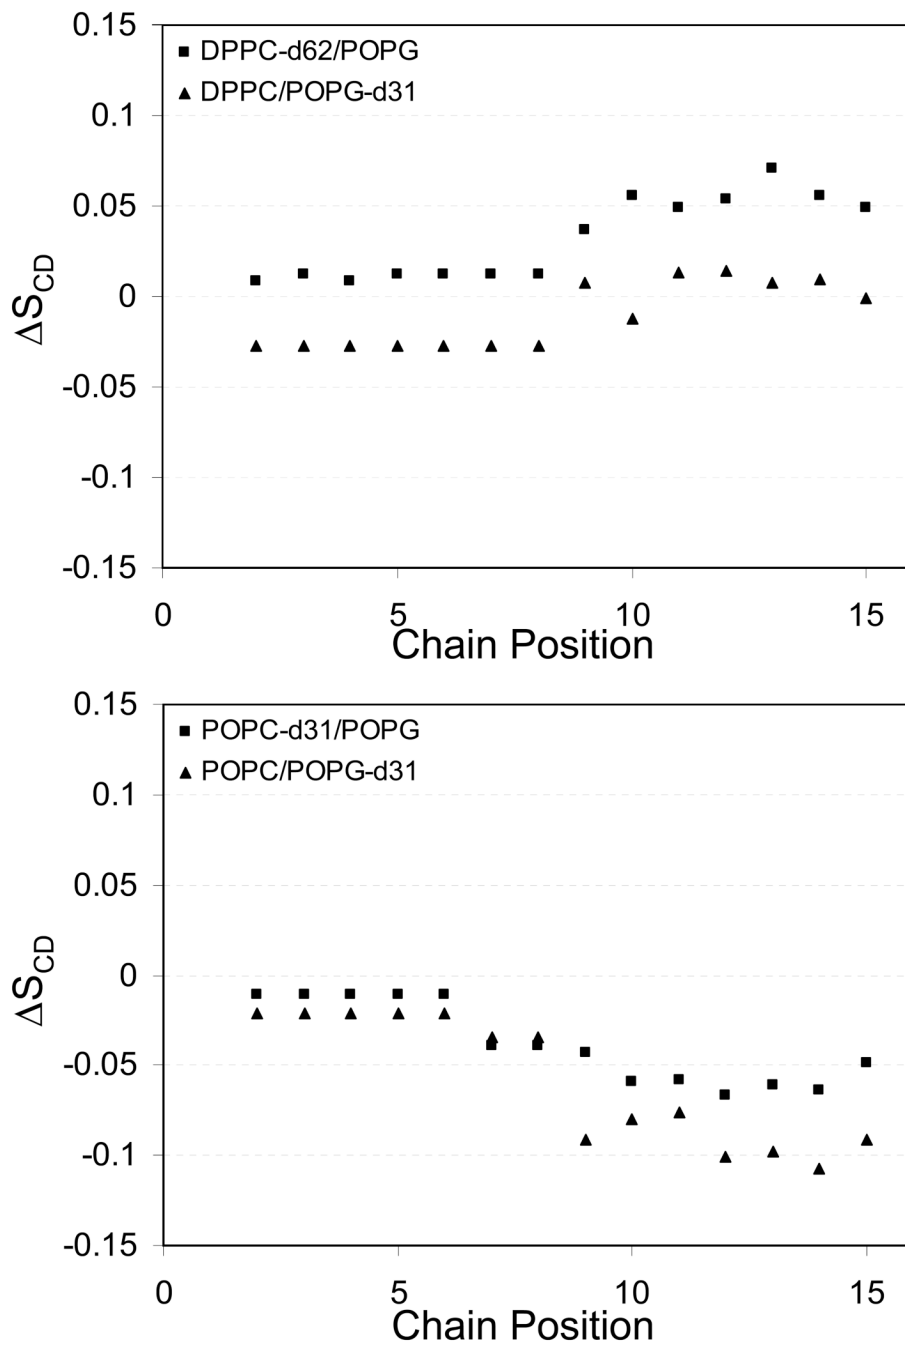 0.15
DPPC-d62/POPG
DPPC/POPG-d31
0.1
0.05
0
-0.05
-0.1
-0.15
ΔS_CD
0 5 10 15
Chain Position
0.15
POPC-d31/POPG
POPC/POPG-d31
0.1
0.05
0
-0.05
-0.1
-0.15
ΔS_CD
0 5 10 15
Chain Position